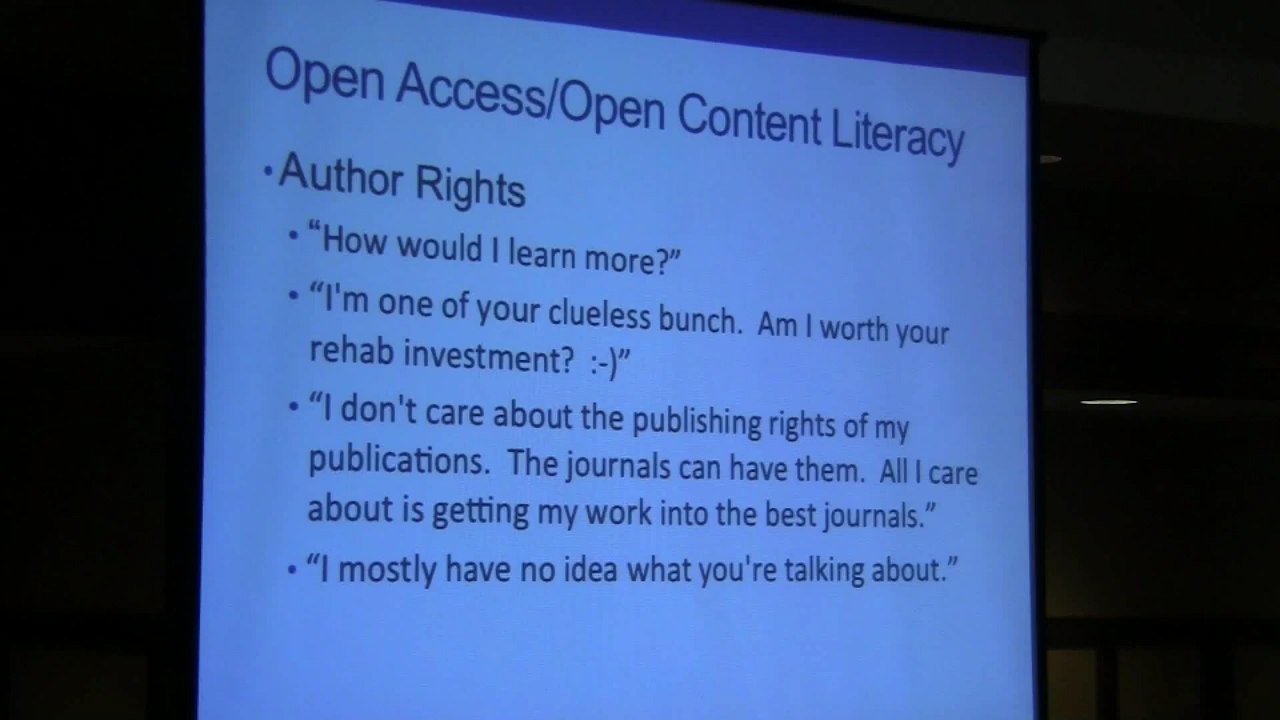 Open Access/Open Content Literacy
• Author Rights
• “How would I learn more?”
• “I'm one of your clueless bunch.  Am I worth your
rehab investment?  :-)”
• “I don't care about the publishing rights of my
publications.  The journals can have them.  All I care
about is getting my work into the best journals.”
• “I mostly have no idea what you're talking about.”